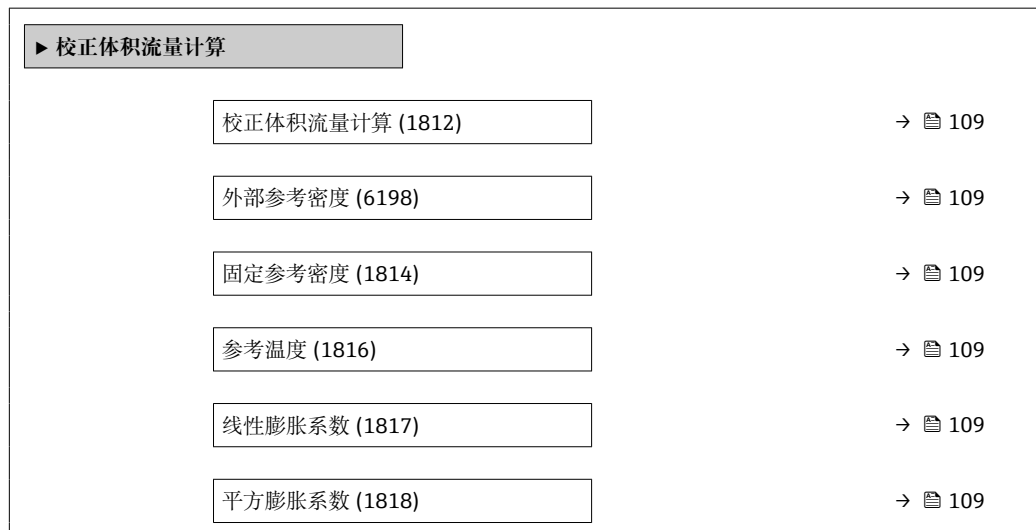 ▶ 校正体积流量计算
校正体积流量计算 (1812) → 109
外部参考密度 (6198) → 109
固定参考密度 (1814) → 109
参考温度 (1816) → 109
线性膨胀系数 (1817) → 109
平方膨胀系数 (1818) → 109